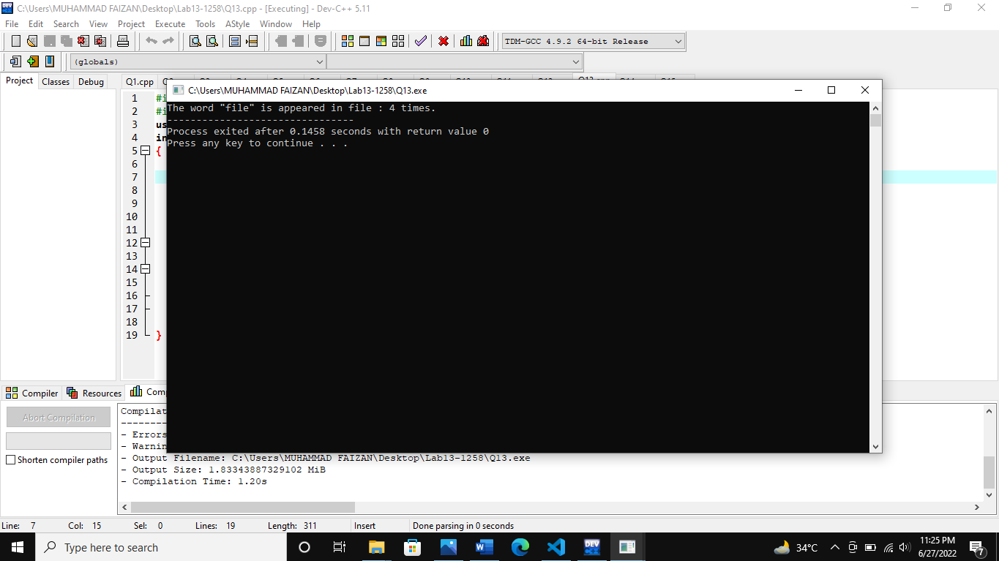 C:\Users\MUHAMMAD FAIZAN\Desktop\Lab13-1258\Q13.cpp - [Executing] - Dev-C++ 5.11
File Edit Search View Project Execute Tools AStyle Window Help
TDM-GCC 4.9.2 64-bit Release
(globals)
Project Classes Debug Q1.cpp
C:\Users\MUHAMMAD FAIZAN\Desktop\Lab13-1258\Q13.exe
The word "file" is appeared in file : 4 times.
--------------------------------
Process exited after 0.1458 seconds with return value 0
Press any key to continue . . .
1 #i
2 #i
3 us
4 in
5 {
6
7
8
9
10
11
12
13
14
15
16
17
18
19 }
Compiler Resources Com
Abort Compilation
Shorten compiler paths
Compilat
--------
- Errors
- Warnin
- Output Filename: C:\Users\MUHAMMAD FAIZAN\Desktop\Lab13-1258\Q13.exe
- Output Size: 1.83343887329102 MiB
- Compilation Time: 1.20s
Line: 7 Col: 15 Sel: 0 Lines: 19 Length: 311 Insert Done parsing in 0 seconds
Type here to search
DEV
34°C
11:25 PM
6/27/2022
7